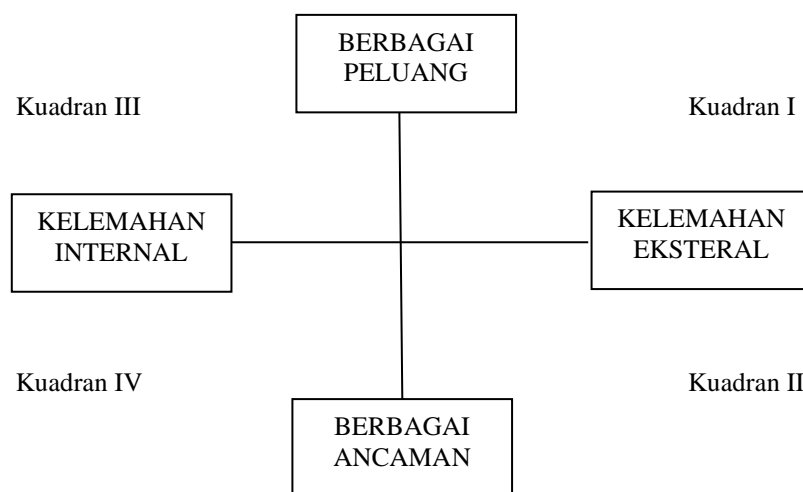 BERBAGAI
PELUANG
Kuadran III
Kuadran I
KELEMAHAN
INTERNAL
KELEMAHAN
EKSTERAL
Kuadran IV
Kuadran II
BERBAGAI
ANCAMAN